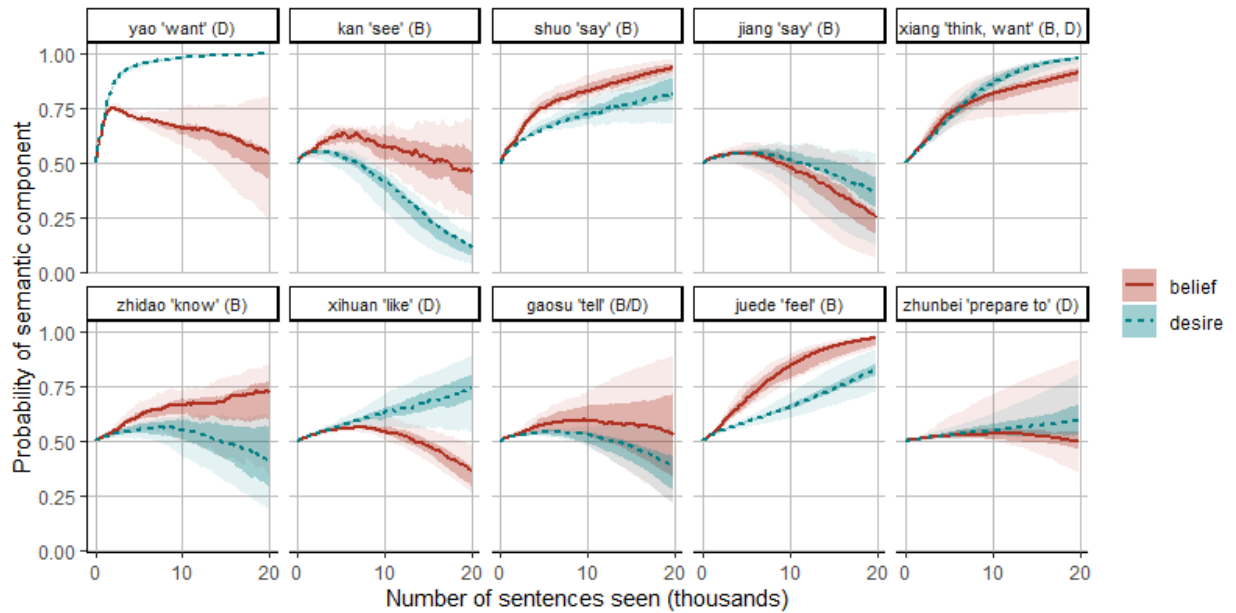 yao 'want' (D)
kan 'see' (B)
shuo 'say' (B)
jiang 'say' (B)
xiang 'think, want' (B, D)
1.00
0.75
0.50
0.25
0.00
zhidao 'know' (B)
xihuan 'like' (D)
gaosu 'tell' (B/D)
juede 'feel' (B)
zhunbei 'prepare to' (D)
1.00
0.75
0.50
0.25
0.00
0 10 20
0 10 20
0 10 20
0 10 20
0 10 20
Number of sentences seen (thousands)
Probability of semantic component
belief
desire